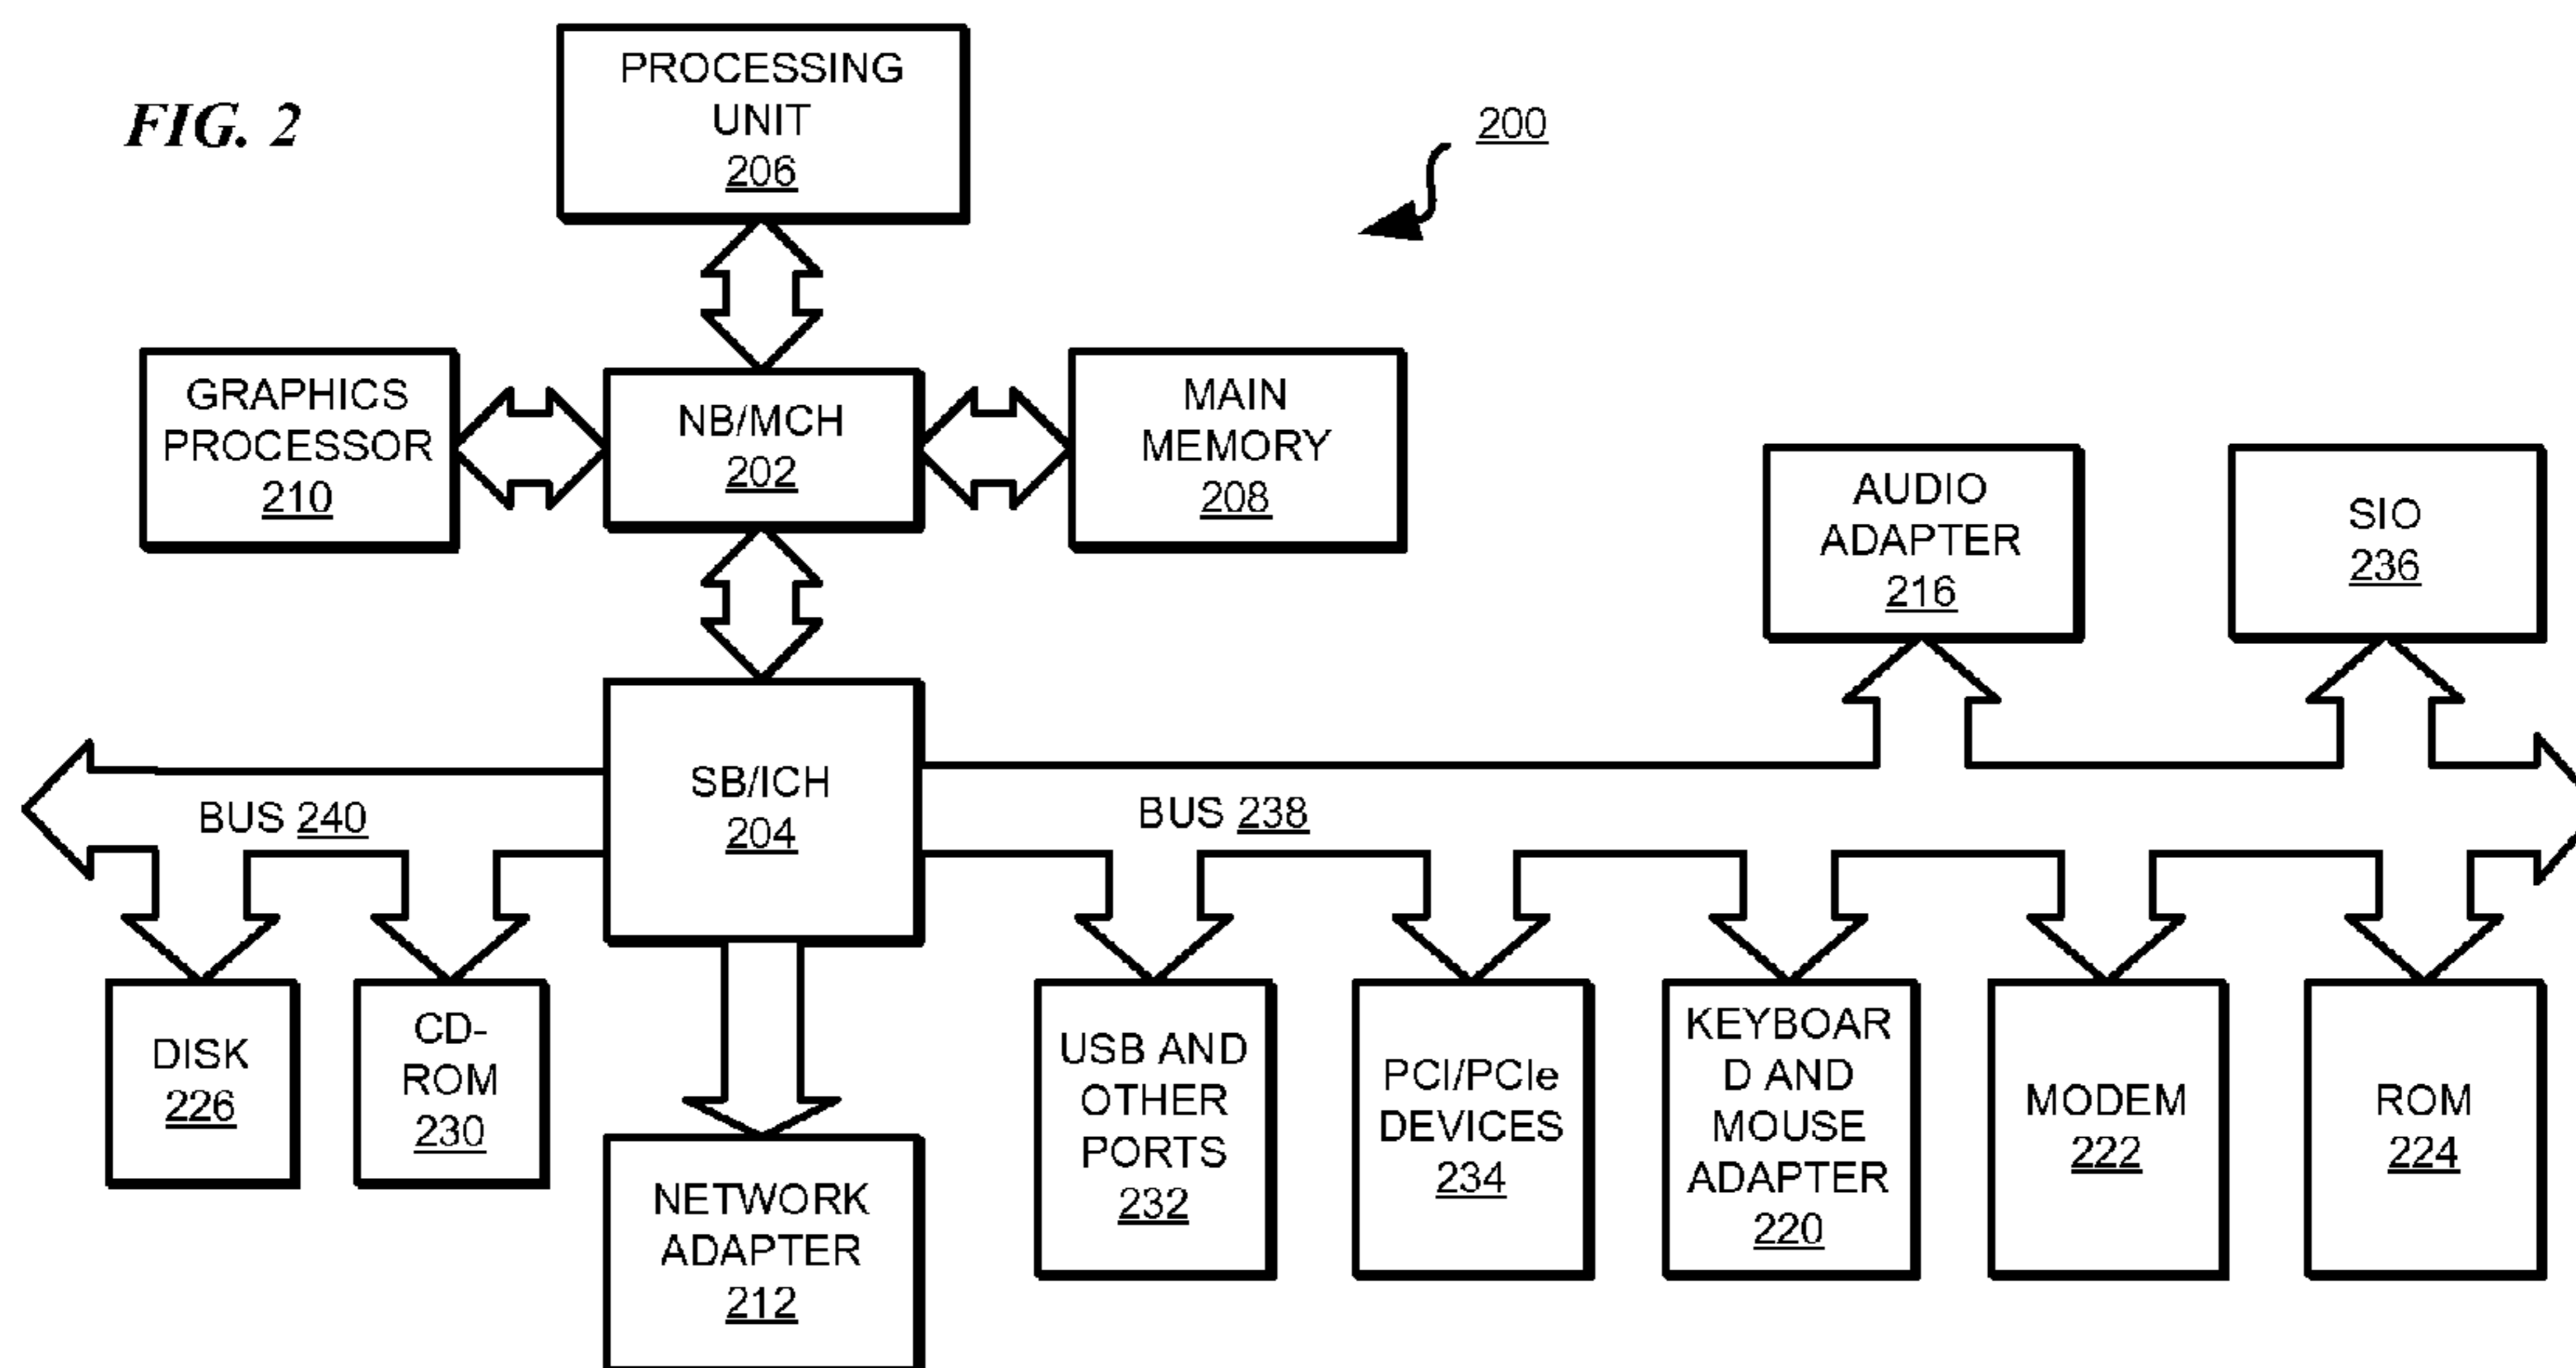 FIG. 2
PROCESSING
UNIT
206
200
GRAPHICS
PROCESSOR
210
NB/MCH
202
MAIN
MEMORY
208
AUDIO
ADAPTER
216
SIO
236
SB/ICH
204
BUS 240
BUS 238
DISK
226
CD-
ROM
230
NETWORK
ADAPTER
212
USB AND
OTHER
PORTS
232
PCI/PCIe
DEVICES
234
KEYBOAR
D AND
MOUSE
ADAPTER
220
MODEM
222
ROM
224